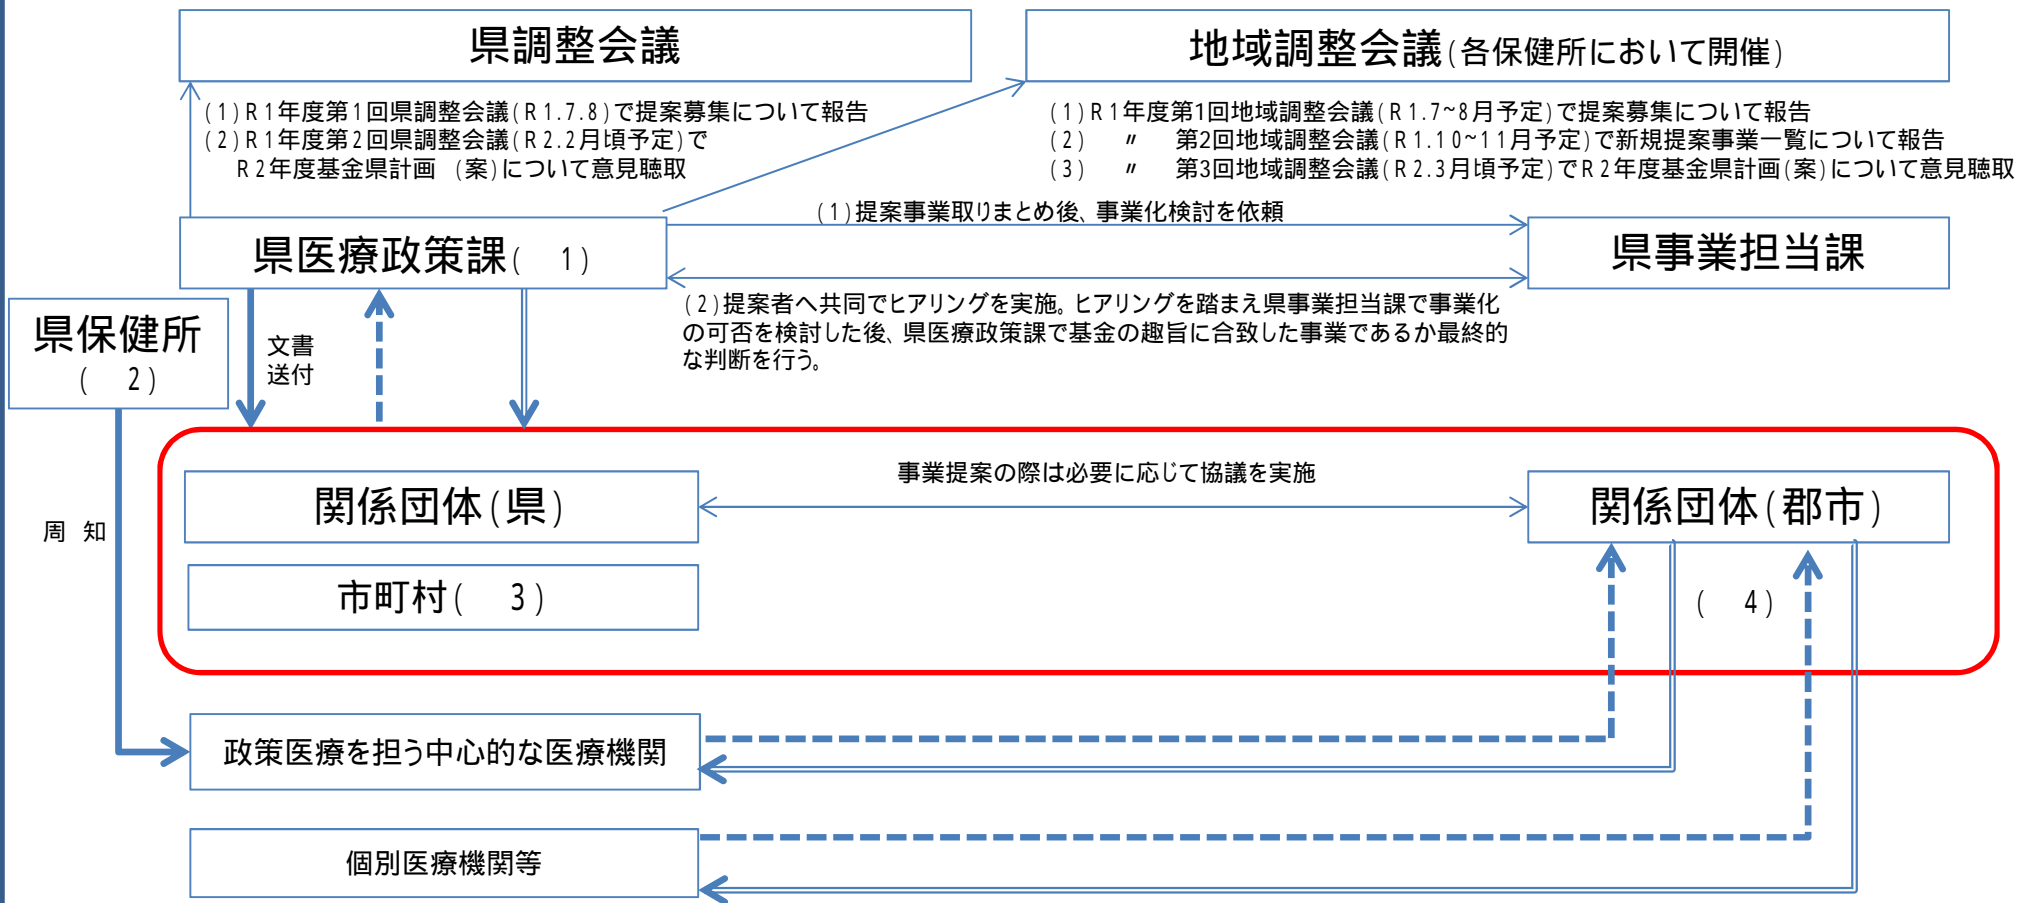 県調整会議
地域調整会議(各保健所において開催)
(1)R1年度第1回県調整会議(R1.7.8)で提案募集について報告
(2)R1年度第2回県調整会議(R2.2月頃予定)で
R2年度基金県計画 (案)について意見聴取
(1)R1年度第1回地域調整会議(R1.7~8月予定)で提案募集について報告
(2) 〃 第2回地域調整会議(R1.10~11月予定)で新規提案事業一覧について報告
(3) 〃 第3回地域調整会議(R2.3月頃予定)でR2年度基金県計画(案)について意見聴取
(1)提案事業取りまとめ後、事業化検討を依頼
県医療政策課( 1)
県事業担当課
(2)提案者へ共同でヒアリングを実施。ヒアリングを踏まえ県事業担当課で事業化
の可否を検討した後、県医療政策課で基金の趣旨に合致した事業であるか最終的
な判断を行う。
県保健所
( 2)
文書
送付
事業提案の際は必要に応じて協議を実施
関係団体(県)
関係団体(郡市)
周 知
市町村( 3)
( 4)
政策医療を担う中心的な医療機関
個別医療機関等